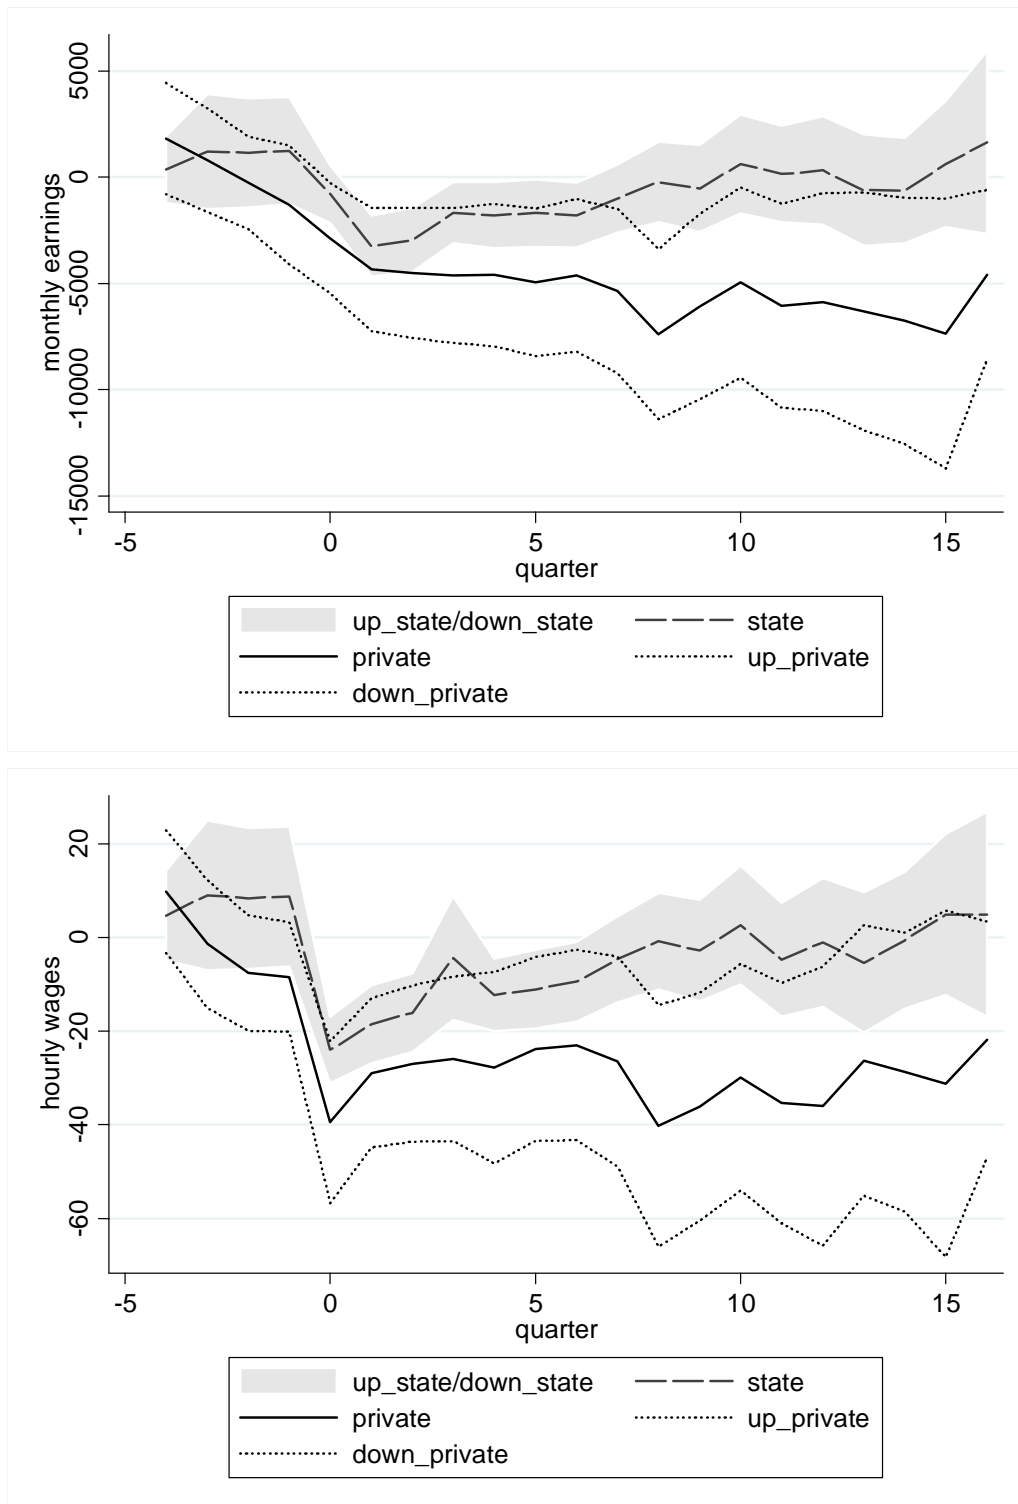 monthly earnings
5000
0
-5000
-10000
-15000
-5 0 5 10 15
quarter
up_state/down_state state
private up_private
down_private
hourly wages
20
0
-20
-40
-60
-5 0 5 10 15
quarter
up_state/down_state state
private up_private
down_private